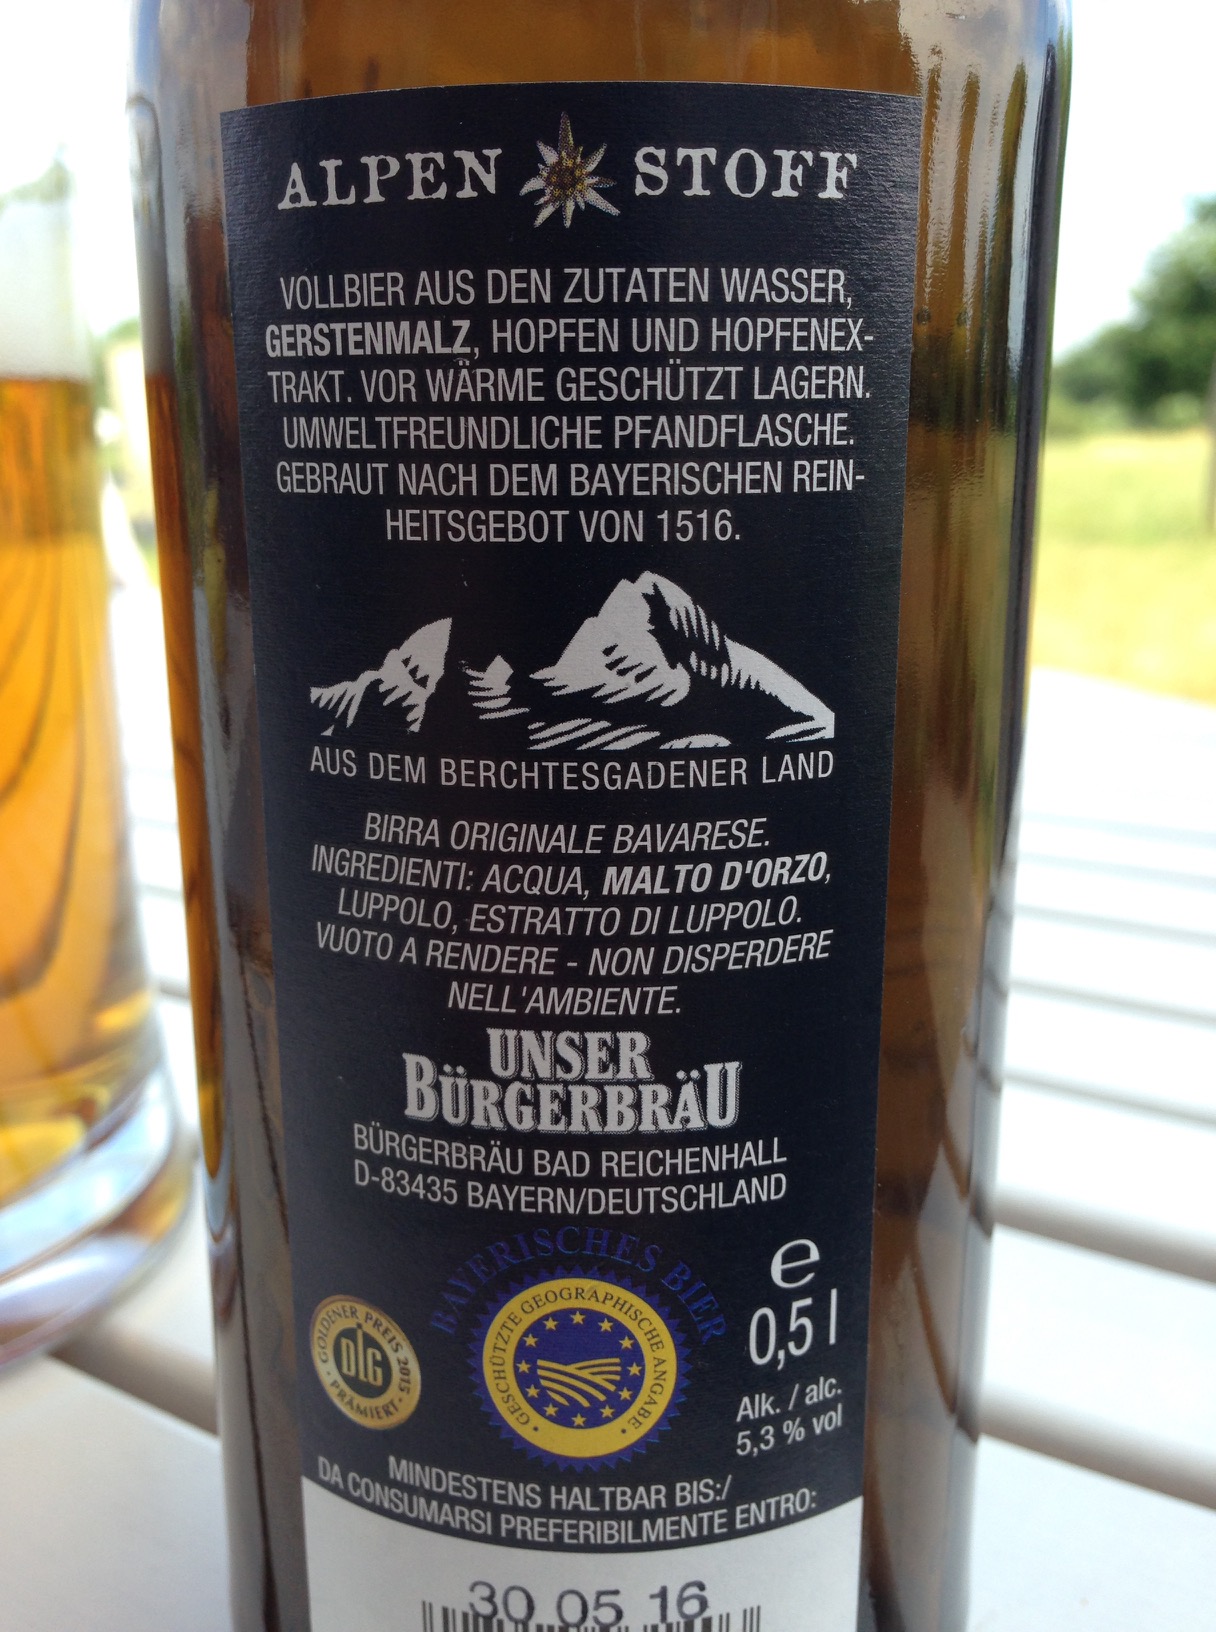 ALPEN STOFF
VOLLBIER AUS DEN ZUTATEN WASSER,
GERSTENMALZ, HOPFEN UND HOPFENEX-
TRAKT. VOR WÄRME GESCHÜTZT LAGERN.
UMWELTFREUNDLICHE PFANDFLASCHE.
GEBRAUT NACH DEM BAYERISCHEN REIN-
HEITSGEBOT VON 1516.
AUS DEM BERCHTESGADENER LAND
BIRRA ORIGINALE BAVARESE.
INGREDIENTI: ACQUA, MALTO D'ORZO,
LUPPOLO, ESTRATTO DI LUPPOLO.
VUOTO A RENDERE - NON DISPERDERE
NELL'AMBIENTE.
UNSER
BÜRGERBRÄU
BÜRGERBRÄU BAD REICHENHALL
D-83435 BAYERN/DEUTSCHLAND
BAYERISCHES BIER
GESCHÜTZTE GEOGRAPHISCHE ANGABE
GOLDENER PREIS 2015
DLG
PRÄMIERT
e
0,5 l
Alk. / alc.
5,3 % vol
MINDESTENS HALTBAR BIS:/
DA CONSUMARSI PREFERIBILMENTE ENTRO:
30 05 16